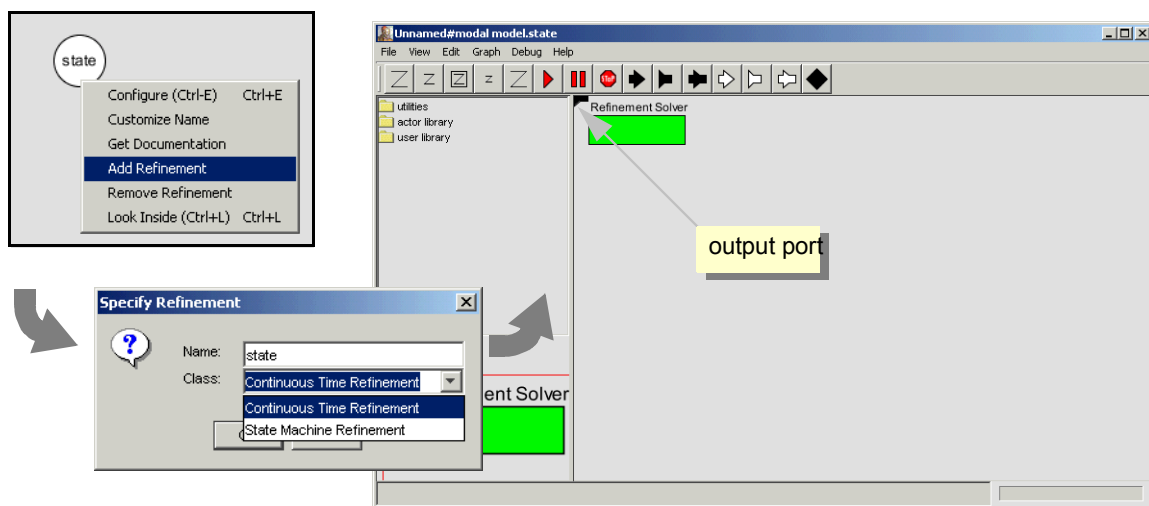 state
Configure (Ctrl-E) Ctrl+E
Customize Name
Get Documentation
Add Refinement
Remove Refinement
Look Inside (Ctrl+L) Ctrl+L
Unnamed#modal model.state
File View Edit Graph Debug Help
Z Z Z z Z STOP
utilities
actor library
user library
Refinement Solver
output port
Specify Refinement
Name: state
Class: Continuous Time Refinement
Continuous Time Refinement
State Machine Refinement
ent Solver